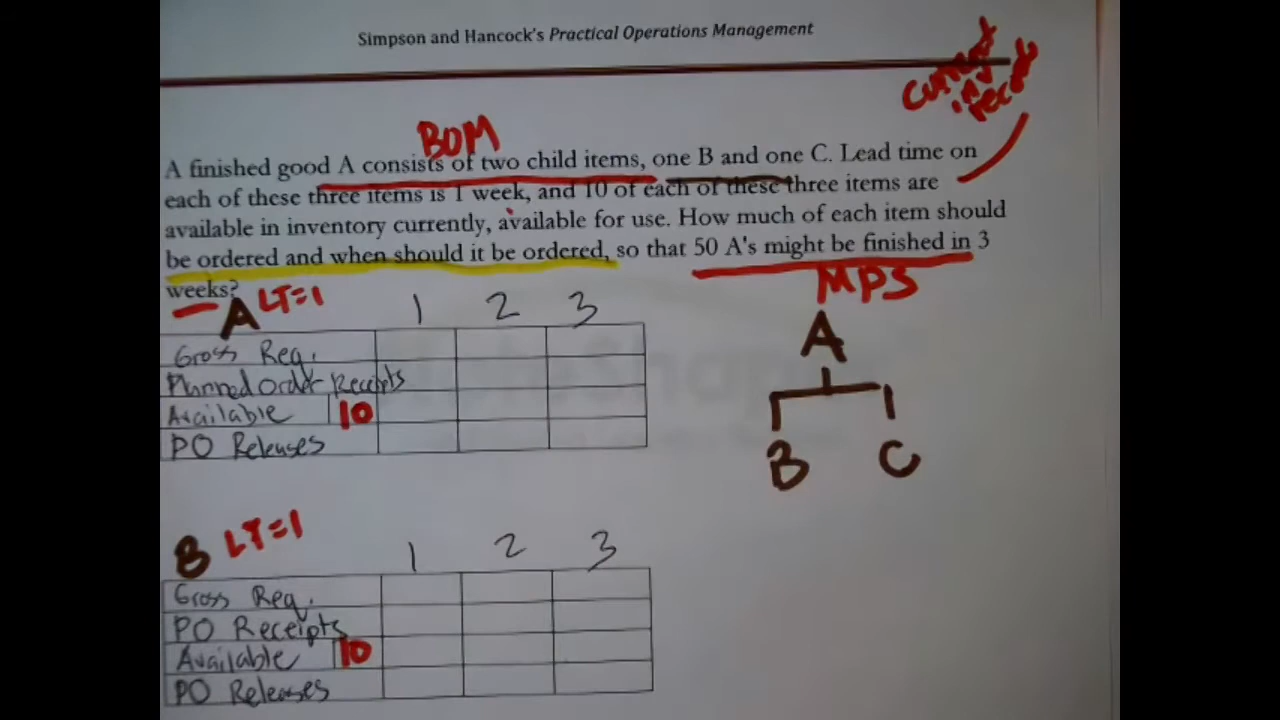 Simpson and Hancock's Practical Operations Management
current
inv
record
BOM
A finished good A consists of two child items, one B and one C. Lead time on
each of these three items is 1 week, and 10 of each of these three items are
available in inventory currently, available for use. How much of each item should
be ordered and when should it be ordered, so that 50 A's might be finished in 3
weeks?
MPS
A LT=1 1 2 3
Gross Req.
Planned Order Receipts
Available 10
PO Releases
A
B C
B LT=1 1 2 3
Gross Req.
PO Receipts
Available 10
PO Releases